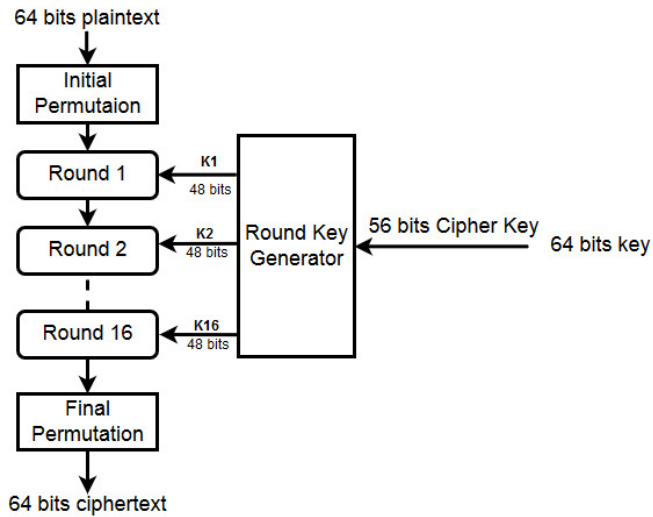 64 bits plaintext
Initial
Permutaion
Round 1
K1
48 bits
Round 2
K2
48 bits
Round Key
Generator
56 bits Cipher Key
64 bits key
Round 16
K16
48 bits
Final
Permutation
64 bits ciphertext